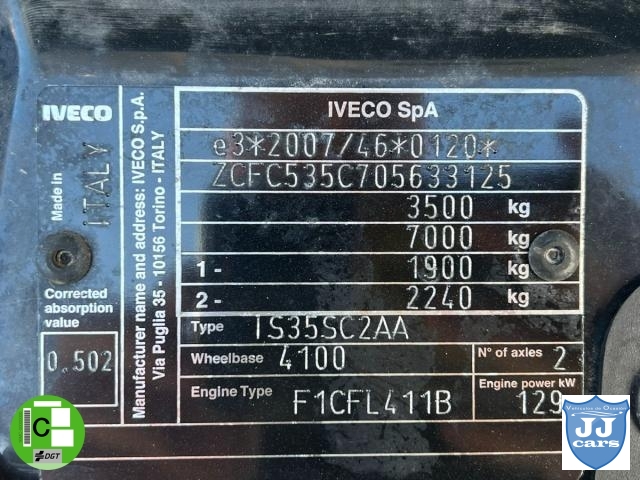 IVECO
Made in
ITALY
Corrected
absorption
value
0.502
Manufacturer name and address: IVECO S.p.A.
Via Puglia 35 - 10156 Torino - ITALY
IVECO SpA
e3*2007/46*0120*
ZCFC535C705633125
3500 kg
7000 kg
1- 1900 kg
2- 2240 kg
Type IS35SC2AA
Wheelbase 4100 N° of axles 2
Engine Type F1CFL411B Engine power kW 129
C
DGT
JJ
cars